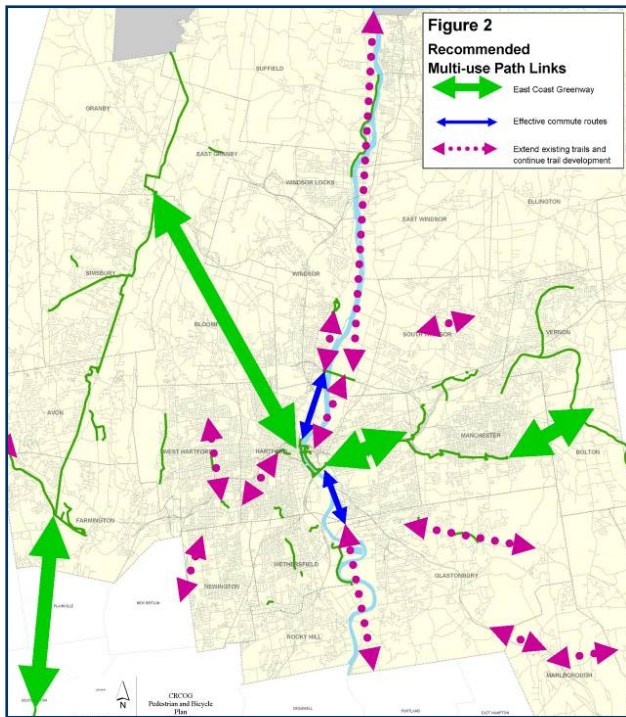 Figure 2
Recommended
Multi-use Path Links
East Coast Greenway
Effective commute routes
Extend existing trails and
continue trail development
SUFFIELD
GRANBY
EAST GRANBY
WINDSOR LOCKS
ELLINGTON
EAST WINDSOR
SIMSBURY
WINDSOR
SOUTH WINDSOR
VERNON
BLOOMF
AVON
MANCHESTER
WEST HARTFORD
HARTF
BOLTON
FARMINGTON
WETHERSFIELD
GLASTONBURY
NEWINGTON
PLAINVILLE
NEW BRITAIN
ROCKY HILL
MARLBOROUGH
N
CRCOG
Pedestrian and Bicycle
Plan
CROMWELL
PORTLAND
EAST HAMPTON